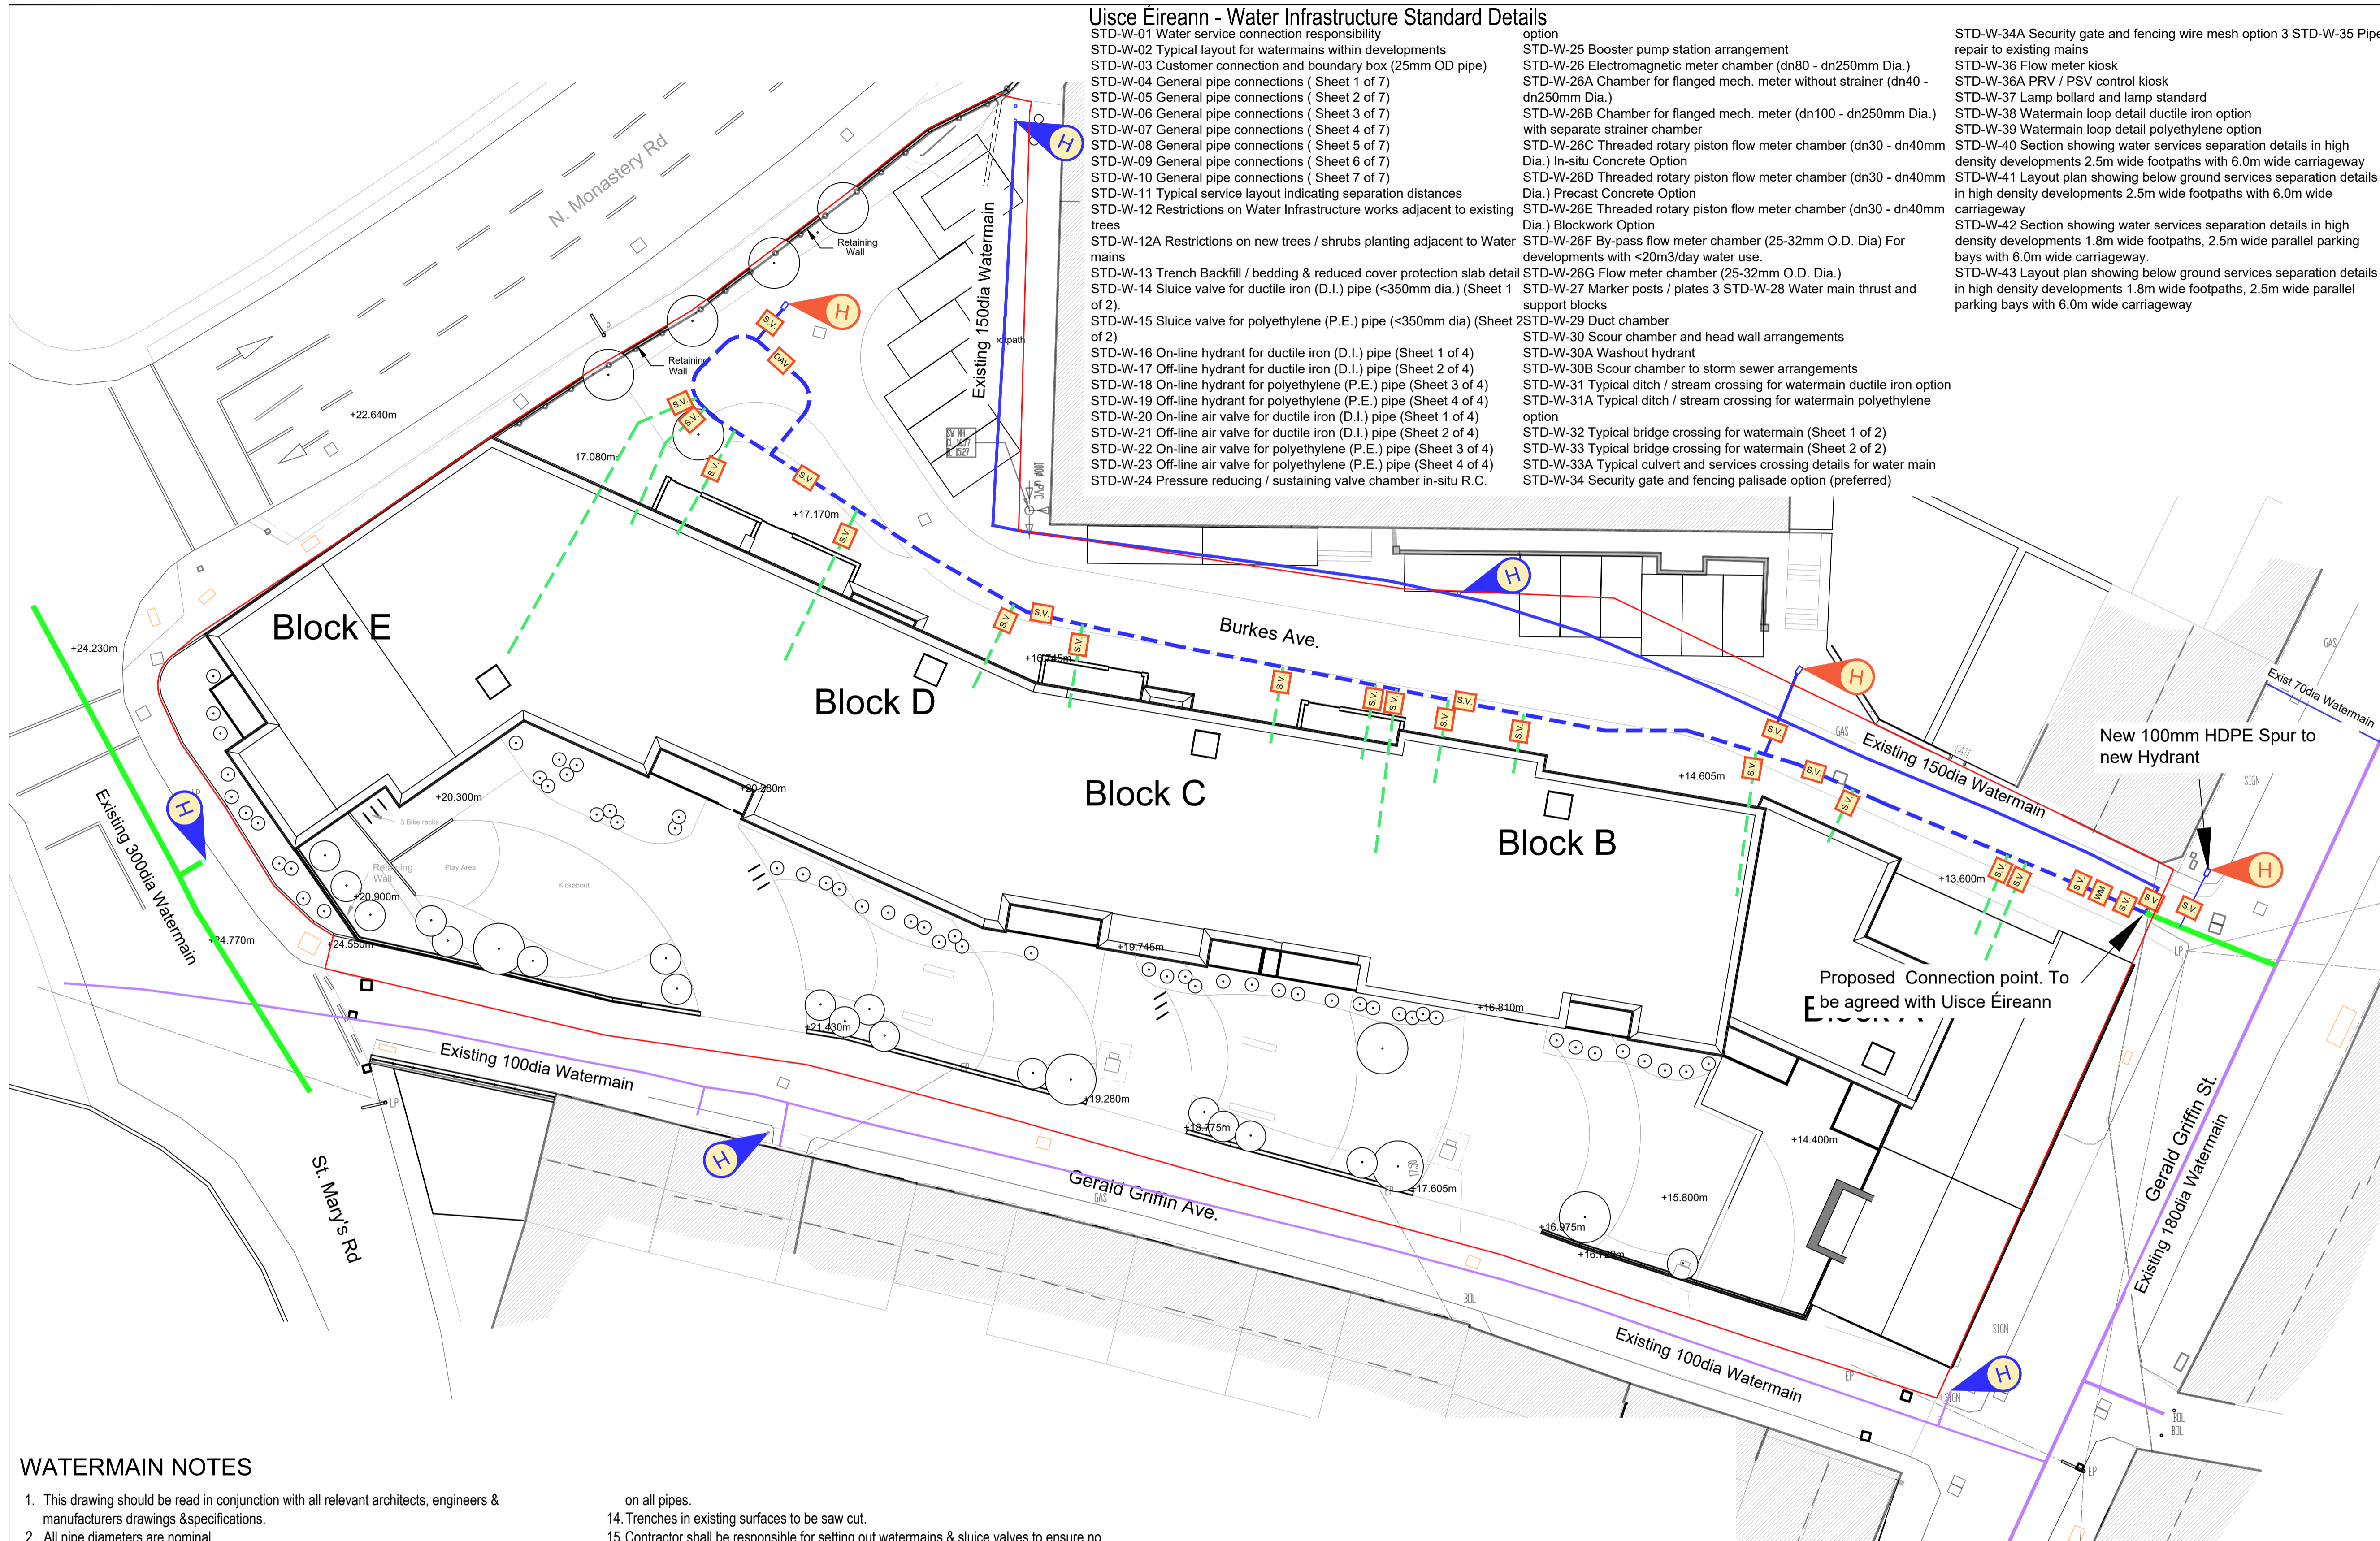 Uisce Éireann - Water Infrastructure Standard Details
STD-W-01 Water service connection responsibility
STD-W-02 Typical layout for watermains within developments
STD-W-03 Customer connection and boundary box (25mm OD pipe)
STD-W-04 General pipe connections ( Sheet 1 of 7)
STD-W-05 General pipe connections ( Sheet 2 of 7)
STD-W-06 General pipe connections ( Sheet 3 of 7)
STD-W-07 General pipe connections ( Sheet 4 of 7)
STD-W-08 General pipe connections ( Sheet 5 of 7)
STD-W-09 General pipe connections ( Sheet 6 of 7)
STD-W-10 General pipe connections ( Sheet 7 of 7)
STD-W-11 Typical service layout indicating separation distances
STD-W-12 Restrictions on Water Infrastructure works adjacent to existing
trees
STD-W-12A Restrictions on new trees / shrubs planting adjacent to Water
mains
STD-W-13 Trench Backfill / bedding & reduced cover protection slab detail
STD-W-14 Sluice valve for ductile iron (D.I.) pipe (<350mm dia.) (Sheet 1
of 2).
STD-W-15 Sluice valve for polyethylene (P.E.) pipe (<350mm dia) (Sheet 2
of 2)
STD-W-16 On-line hydrant for ductile iron (D.I.) pipe (Sheet 1 of 4)
STD-W-17 Off-line hydrant for ductile iron (D.I.) pipe (Sheet 2 of 4)
STD-W-18 On-line hydrant for polyethylene (P.E.) pipe (Sheet 3 of 4)
STD-W-19 Off-line hydrant for polyethylene (P.E.) pipe (Sheet 4 of 4)
STD-W-20 On-line air valve for ductile iron (D.I.) pipe (Sheet 1 of 4)
STD-W-21 Off-line air valve for ductile iron (D.I.) pipe (Sheet 2 of 4)
STD-W-22 On-line air valve for polyethylene (P.E.) pipe (Sheet 3 of 4)
STD-W-23 Off-line air valve for polyethylene (P.E.) pipe (Sheet 4 of 4)
STD-W-24 Pressure reducing / sustaining valve chamber in-situ R.C.
option
STD-W-25 Booster pump station arrangement
STD-W-26 Electromagnetic meter chamber (dn80 - dn250mm Dia.)
STD-W-26A Chamber for flanged mech. meter without strainer (dn40 -
dn250mm Dia.)
STD-W-26B Chamber for flanged mech. meter (dn100 - dn250mm Dia.)
with separate strainer chamber
STD-W-26C Threaded rotary piston flow meter chamber (dn30 - dn40mm
Dia.) In-situ Concrete Option
STD-W-26D Threaded rotary piston flow meter chamber (dn30 - dn40mm
Dia.) Precast Concrete Option
STD-W-26E Threaded rotary piston flow meter chamber (dn30 - dn40mm
Dia.) Blockwork Option
STD-W-26F By-pass flow meter chamber (25-32mm O.D. Dia) For
developments with <20m3/day water use.
STD-W-26G Flow meter chamber (25-32mm O.D. Dia.)
STD-W-27 Marker posts / plates 3 STD-W-28 Water main thrust and
support blocks
STD-W-29 Duct chamber
STD-W-30 Scour chamber and head wall arrangements
STD-W-30A Washout hydrant
STD-W-30B Scour chamber to storm sewer arrangements
STD-W-31 Typical ditch / stream crossing for watermain ductile iron option
STD-W-31A Typical ditch / stream crossing for watermain polyethylene
option
STD-W-32 Typical bridge crossing for watermain (Sheet 1 of 2)
STD-W-33 Typical bridge crossing for watermain (Sheet 2 of 2)
STD-W-33A Typical culvert and services crossing details for water main
STD-W-34 Security gate and fencing palisade option (preferred)
STD-W-34A Security gate and fencing wire mesh option 3 STD-W-35 Pipe
repair to existing mains
STD-W-36 Flow meter kiosk
STD-W-36A PRV / PSV control kiosk
STD-W-37 Lamp bollard and lamp standard
STD-W-38 Watermain loop detail ductile iron option
STD-W-39 Watermain loop detail polyethylene option
STD-W-40 Section showing water services separation details in high
density developments 2.5m wide footpaths with 6.0m wide carriageway
STD-W-41 Layout plan showing below ground services separation details
in high density developments 2.5m wide footpaths with 6.0m wide
carriageway
STD-W-42 Section showing water services separation details in high
density developments 1.8m wide footpaths, 2.5m wide parallel parking
bays with 6.0m wide carriageway.
STD-W-43 Layout plan showing below ground services separation details
in high density developments 1.8m wide footpaths, 2.5m wide parallel
parking bays with 6.0m wide carriageway
N. Monastery Rd
H
Existing 150dia Watermain
Retaining
Wall
LP
H
S.V.
DAV
Retaining
Wall
+22.640m
S.V.
S.V.
17.080m
S.V.
S.V.
+17.170m
S.V.
100Ø uPVC
H
Block E
+24.230m
S.V.
S.V.
S.V.
+16.745m
Burkes Ave.
Block D
S.V.
S.V.
S.V.
S.V.
S.V.
S.V.
H
S.V.
GAS
GAS
Exist 70dia Watermain
New 100mm HDPE Spur to
new Hydrant
GATE
SIGN
Existing 150dia Watermain
+14.605m
S.V.
S.V.
S.V.
Block C
Block B
+20.280m
+20.300m
LP
H
3 Bike racks
Existing 300dia Watermain
Retaining
Wall
Play Area
Kickabout
+20.900m
+13.600m
S.V.
S.V.
S.V.
WM
S.V.
S.V.
S.V.
H
LP
+24.770m
+24.550m
+19.745m
Proposed Connection point. To
be agreed with Uisce Éireann
+16.810m
+21.430m
Existing 100dia Watermain
EP
LP
+19.280m
+18.775m
H
+14.400m
Gerald Griffin St.
Existing 180dia Watermain
St. Mary's Rd
Gerald Griffin Ave.
GAS
EP
+17.605m
+15.800m
+16.975m
BOL
SIGN
Existing 100dia Watermain
EP
SIGN
H
BOL
BOL
EP
WATERMAIN NOTES
1. This drawing should be read in conjunction with all relevant architects, engineers &
manufacturers drawings &specifications.
2. All pipe diameters are nominal.
on all pipes.
14. Trenches in existing surfaces to be saw cut.
15. Contractor shall be responsible for setting out watermains & sluice valves to ensure no